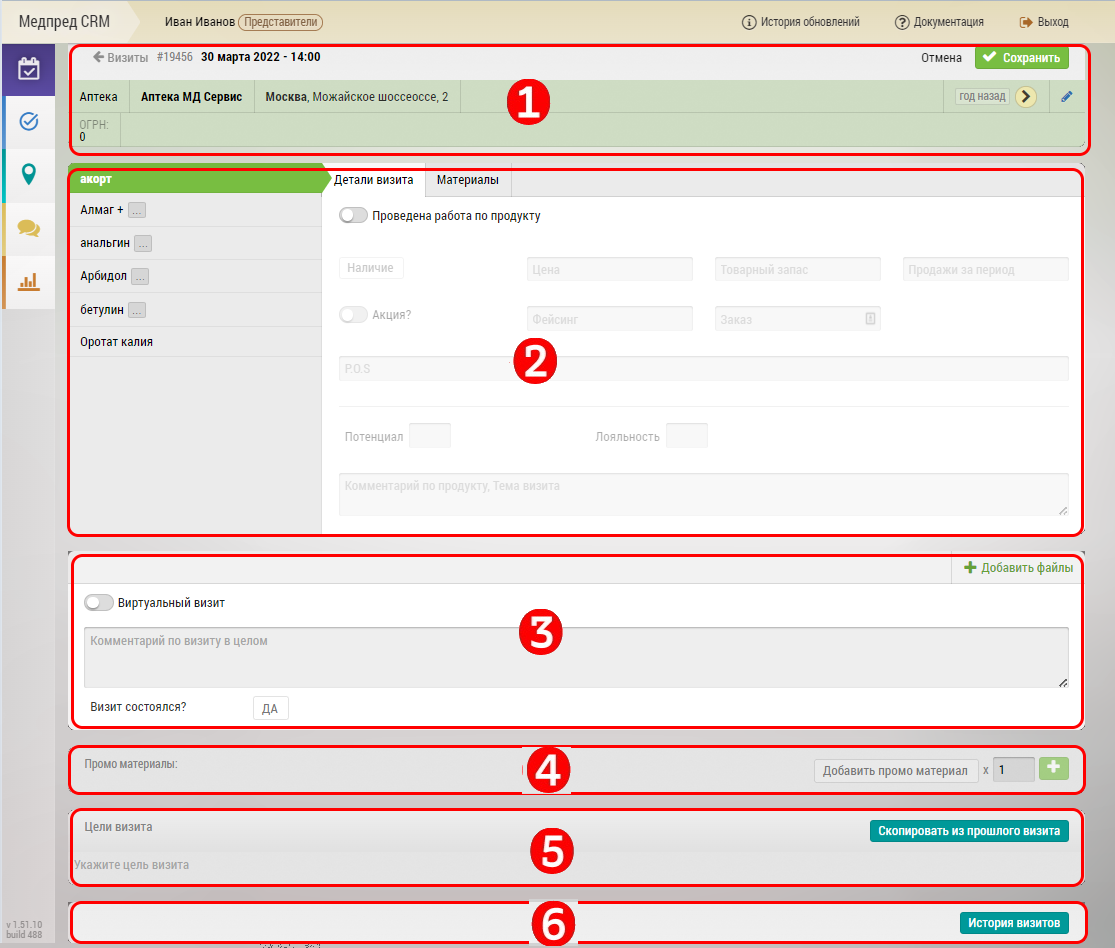 Медпред CRM Иван Иванов Представители История обновлений Документация Выход
Визиты #19456 30 марта 2022 - 14:00 Отмена Сохранить
Аптека Аптека МД Сервис Москва, Можайское шоссеоссе, 2 год назад
1
ОГРН:
0
акорт Детали визита Материалы
Алмаг + ... Проведена работа по продукту
анальгин ...
Арбидол ... Наличие Цена Товарный запас Продажи за период
бетулин ... Акция? Фейсинг Заказ
Оротат калия
2
P.O.S
Потенциал Лояльность
Комментарий по продукту, Тема визита
Добавить файлы
Виртуальный визит
3
Комментарий по визиту в целом
Визит состоялся? ДА
Промо материалы: 4 Добавить промо материал x 1
Цели визита Скопировать из прошлого визита
5
Укажите цель визита
6 История визитов
v 1.51.10
build 488